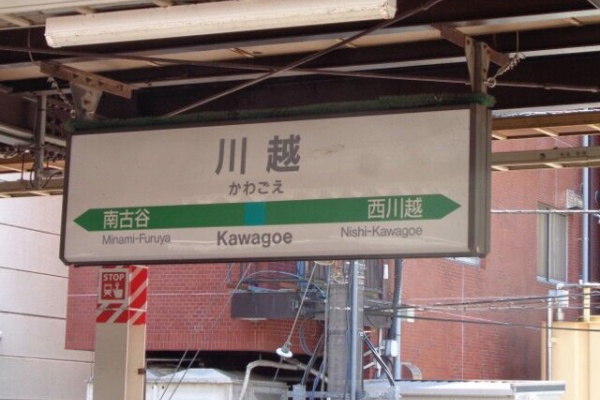 川越
かわごえ
南古谷
西川越
Minami-Furuya
Kawagoe
Nishi-Kawagoe
STOP